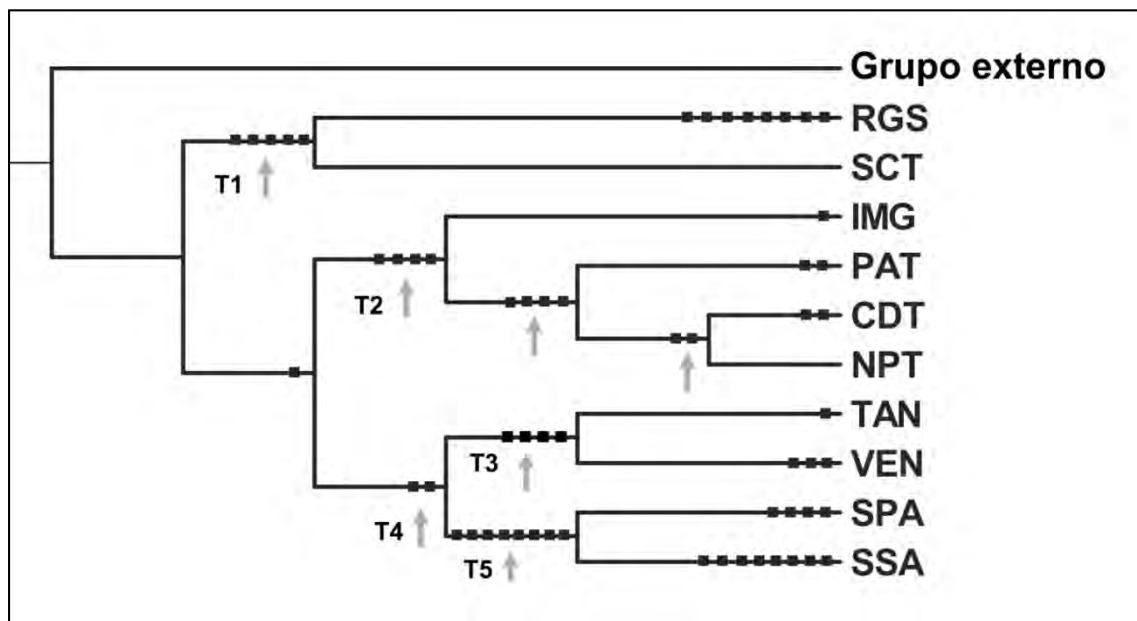 Grupo externo
RGS
T1
SCT
IMG
PAT
T2
CDT
NPT
TAN
T3
VEN
SPA
T4
SSA
T5